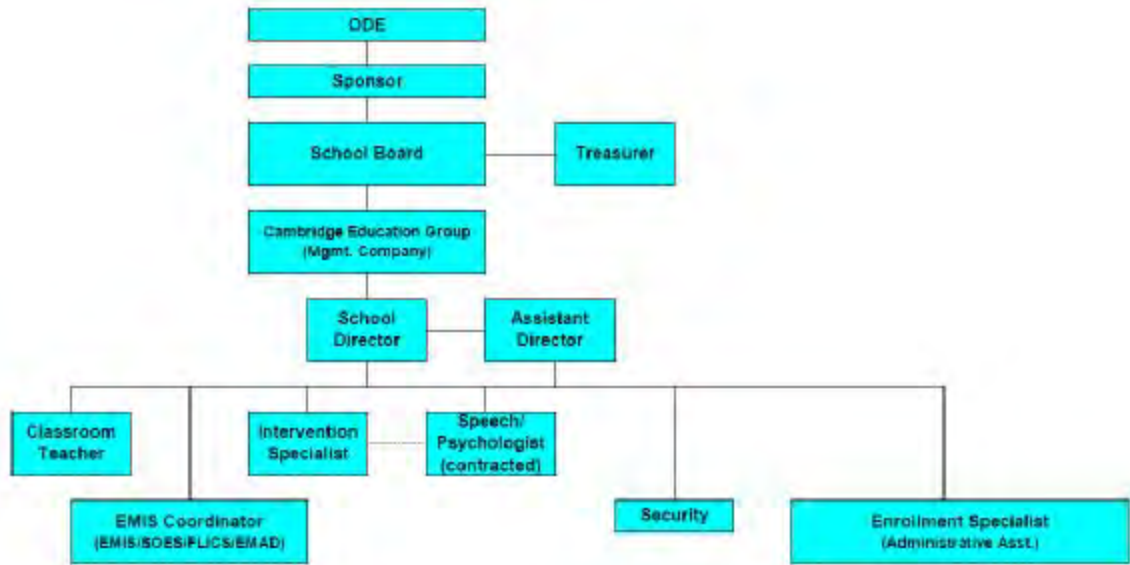 ODE
Sponsor
School Board
Treasurer
Cambridge Education Group
(Mgmt. Company)
School
Director
Assistant
Director
Classroom
Teacher
Intervention
Specialist
Speech/
Psychologist
(contracted)
EMIS Coordinator
(EMIS/SOES/FLICS/EMAD)
Security
Enrollment Specialist
(Administrative Asst.)